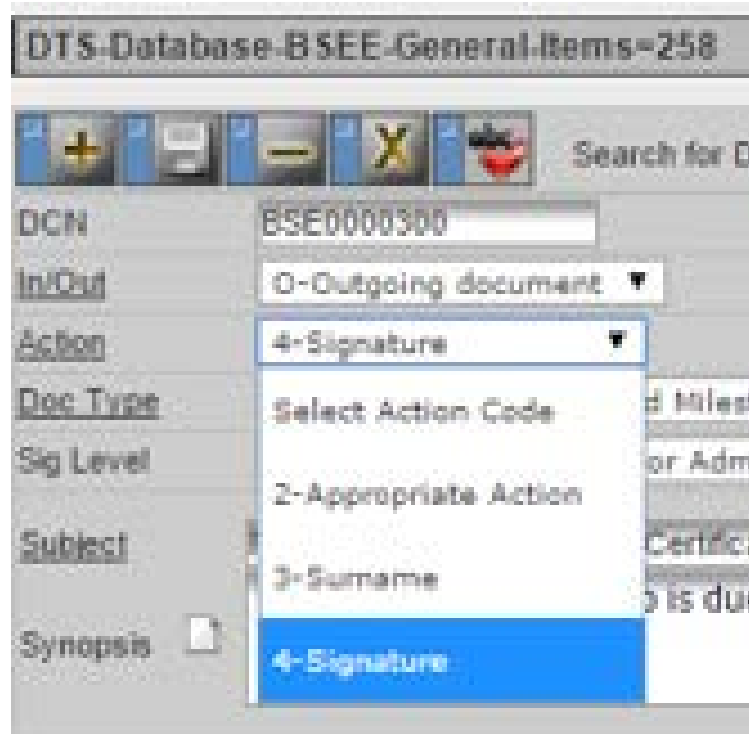 DTS-Database-BSEE-General-Items=258
+ - X abc Search for D
DCN BSE0000300
In/Out O-Outgoing document
Action 4-Signature
Select Action Code
Doc Type d Miles
Sig Level or Adm
2-Appropriate Action
Subject Certific
3-Surname
is du
Synopsis
4-Signature